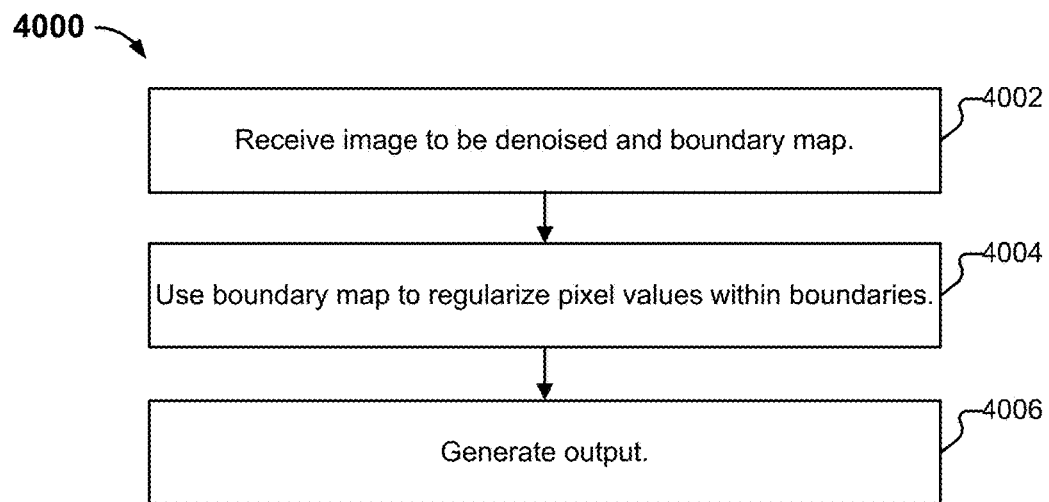 4000
4002
Receive image to be denoised and boundary map.
4004
Use boundary map to regularize pixel values within boundaries.
4006
Generate output.